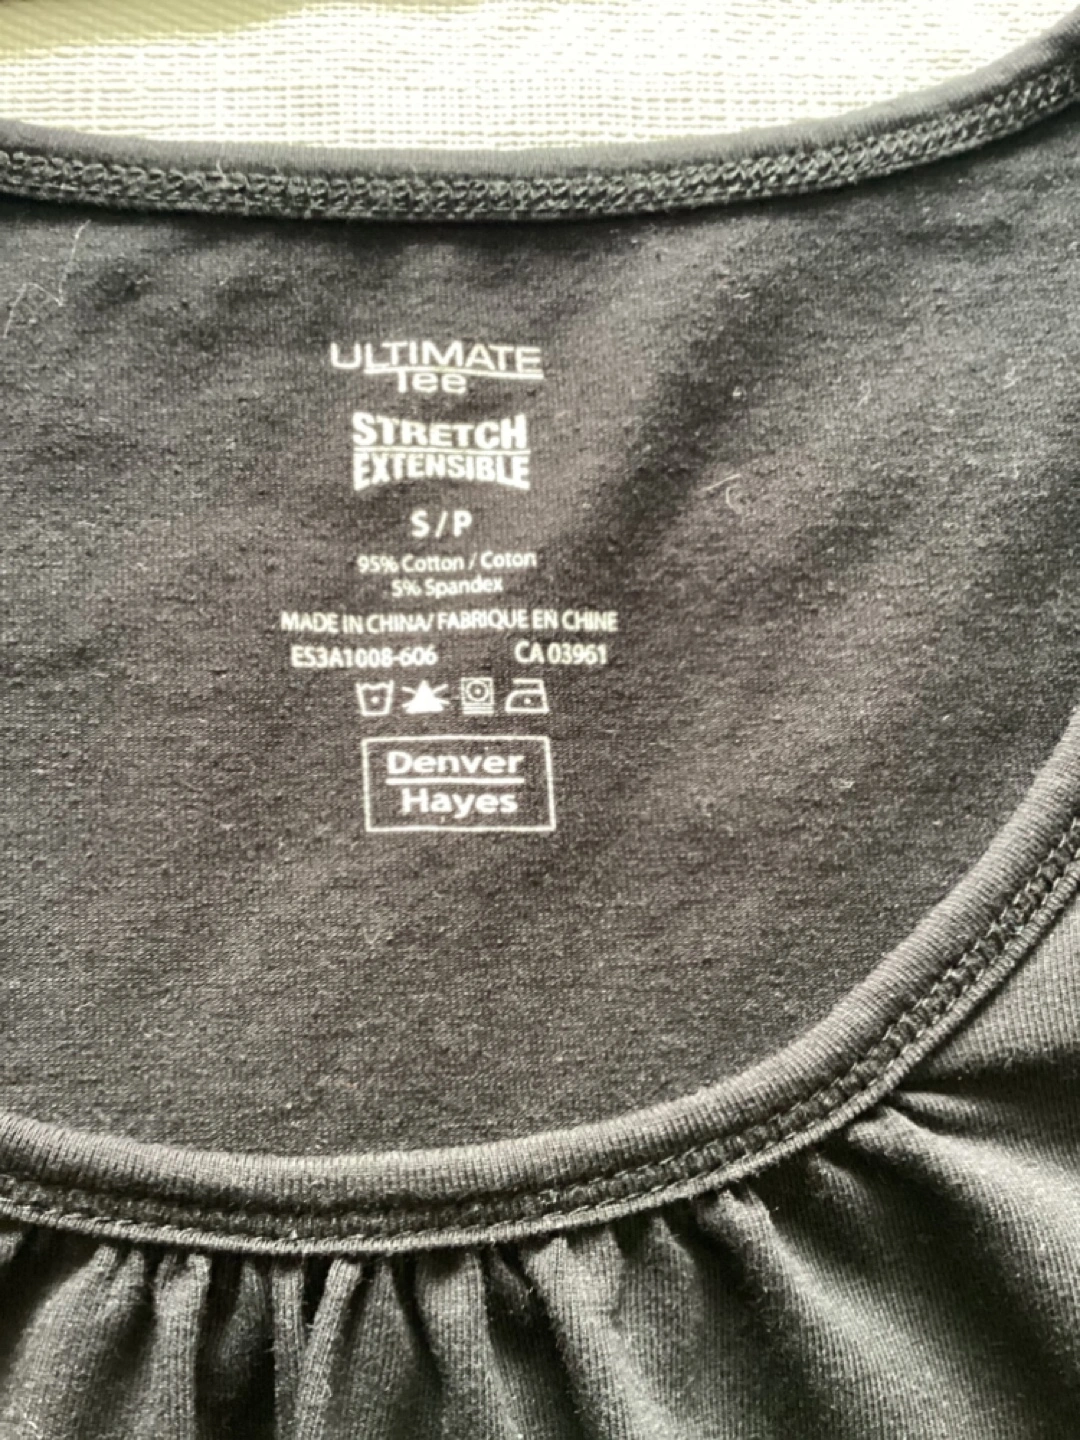 ULTIMATE
Tee
STRETCH
EXTENSIBLE
S / P
95% Cotton / Coton
5% Spandex
MADE IN CHINA/ FABRIQUE EN CHINE
ES3A1008-606 CA 03961
Denver
Hayes